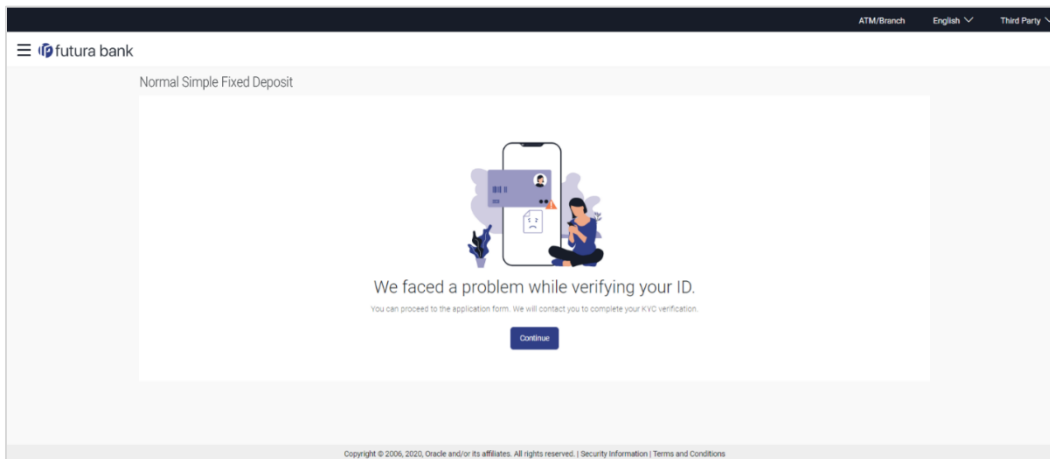 ATM/Branch English Third Party
futura bank
Normal Simple Fixed Deposit
We faced a problem while verifying your ID.
You can proceed to the application form. We will contact you to complete your KYC verification.
Continue
Copyright © 2006, 2020, Oracle and/or its affiliates. All rights reserved. | Security Information | Terms and Conditions